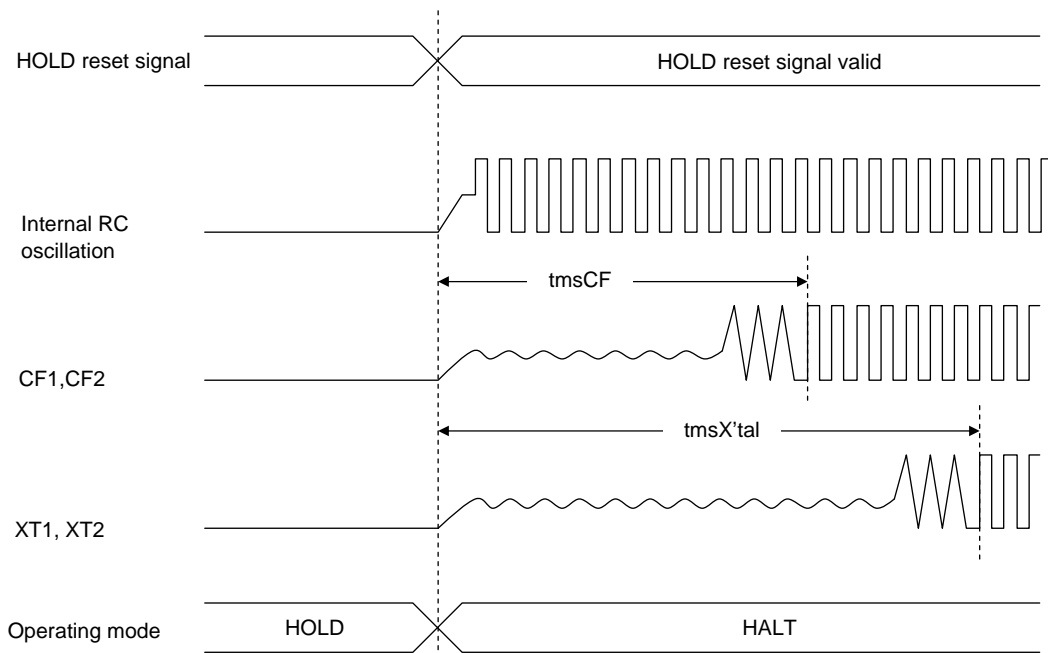 HOLD reset signal
HOLD reset signal valid
Internal RC
oscillation
tmsCF
CF1,CF2
tmsX'tal
XT1, XT2
Operating mode
HOLD
HALT